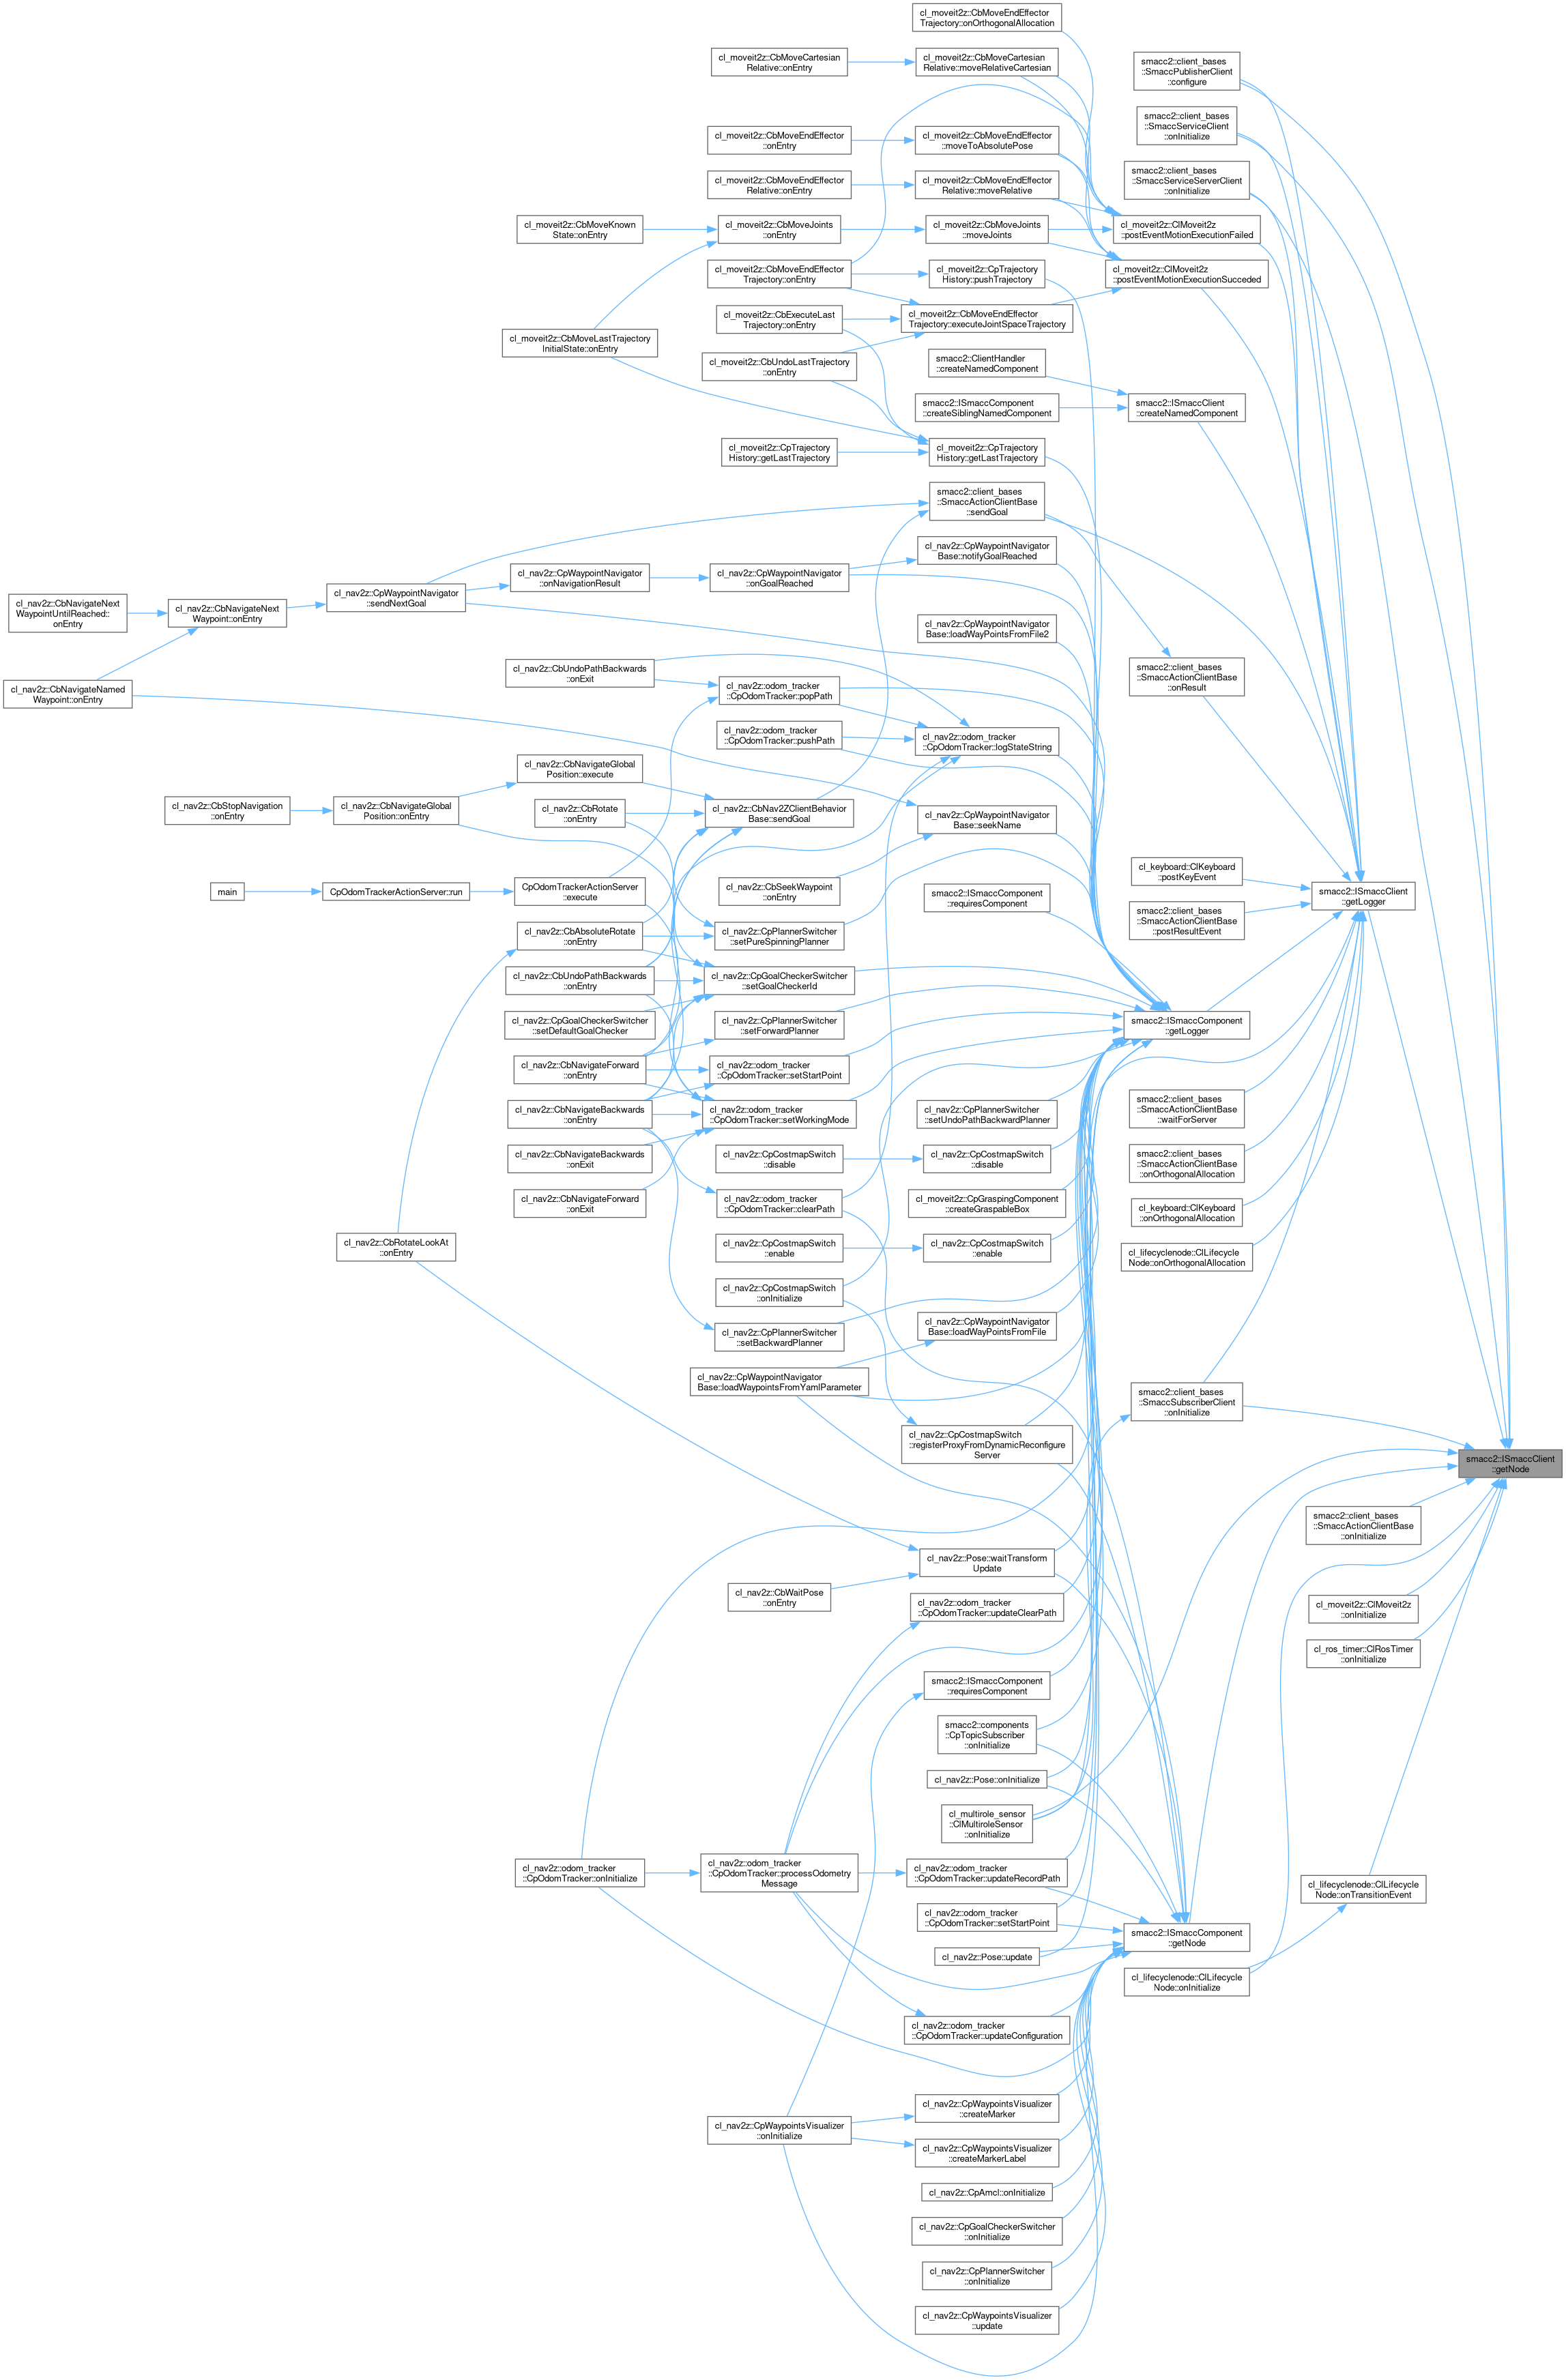 cl_moveit2z::CbMoveEndEffector
Trajectory::onOrthogonalAllocation
cl_moveit2z::CbMoveCartesian
Relative::onEntry
cl_moveit2z::CbMoveCartesian
Relative::moveRelativeCartesian
smacc2::client_bases
::SmaccPublisherClient
::configure
smacc2::client_bases
::SmaccServiceClient
::onInitialize
cl_moveit2z::CbMoveEndEffector
::onEntry
cl_moveit2z::CbMoveEndEffector
::moveToAbsolutePose
smacc2::client_bases
::SmaccServiceServerClient
::onInitialize
cl_moveit2z::CbMoveEndEffector
Relative::onEntry
cl_moveit2z::CbMoveEndEffector
Relative::moveRelative
cl_moveit2z::CbMoveKnown
State::onEntry
cl_moveit2z::CbMoveJoints
::onEntry
cl_moveit2z::CbMoveJoints
::moveJoints
cl_moveit2z::ClMoveit2z
::postEventMotionExecutionFailed
cl_moveit2z::CbMoveEndEffector
Trajectory::onEntry
cl_moveit2z::CpTrajectory
History::pushTrajectory
cl_moveit2z::ClMoveit2z
::postEventMotionExecutionSucceded
cl_moveit2z::CbExecuteLast
Trajectory::onEntry
cl_moveit2z::CbMoveEndEffector
Trajectory::executeJointSpaceTrajectory
cl_moveit2z::CbMoveLastTrajectory
InitialState::onEntry
cl_moveit2z::CbUndoLastTrajectory
::onEntry
smacc2::ClientHandler
::createNamedComponent
smacc2::ISmaccComponent
::createSiblingNamedComponent
smacc2::ISmaccClient
::createNamedComponent
cl_moveit2z::CpTrajectory
History::getLastTrajectory
cl_moveit2z::CpTrajectory
History::getLastTrajectory
smacc2::client_bases
::SmaccActionClientBase
::sendGoal
cl_nav2z::CpWaypointNavigator
Base::notifyGoalReached
cl_nav2z::CbNavigateNext
WaypointUntilReached::
onEntry
cl_nav2z::CbNavigateNext
Waypoint::onEntry
cl_nav2z::CpWaypointNavigator
::sendNextGoal
cl_nav2z::CpWaypointNavigator
::onNavigationResult
cl_nav2z::CpWaypointNavigator
::onGoalReached
cl_nav2z::CpWaypointNavigator
Base::loadWayPointsFromFile2
cl_nav2z::CbNavigateNamed
Waypoint::onEntry
cl_nav2z::CbUndoPathBackwards
::onExit
cl_nav2z::odom_tracker
::CpOdomTracker::popPath
smacc2::client_bases
::SmaccActionClientBase
::onResult
cl_nav2z::odom_tracker
::CpOdomTracker::pushPath
cl_nav2z::odom_tracker
::CpOdomTracker::logStateString
cl_nav2z::CbNavigateGlobal
Position::execute
cl_nav2z::CbStopNavigation
::onEntry
cl_nav2z::CbNavigateGlobal
Position::onEntry
cl_nav2z::CbRotate
::onEntry
cl_nav2z::CbNav2ZClientBehavior
Base::sendGoal
cl_nav2z::CpWaypointNavigator
Base::seekName
main
CpOdomTrackerActionServer::run
CpOdomTrackerActionServer
::execute
cl_nav2z::CbSeekWaypoint
::onEntry
smacc2::ISmaccComponent
::requiresComponent
cl_keyboard::ClKeyboard
::postKeyEvent
smacc2::ISmaccClient
::getLogger
smacc2::client_bases
::SmaccActionClientBase
::postResultEvent
cl_nav2z::CbAbsoluteRotate
::onEntry
cl_nav2z::CpPlannerSwitcher
::setPureSpinningPlanner
cl_nav2z::CbUndoPathBackwards
::onEntry
cl_nav2z::CpGoalCheckerSwitcher
::setGoalCheckerId
cl_nav2z::CpGoalCheckerSwitcher
::setDefaultGoalChecker
cl_nav2z::CpPlannerSwitcher
::setForwardPlanner
smacc2::ISmaccComponent
::getLogger
cl_nav2z::CbNavigateForward
::onEntry
cl_nav2z::odom_tracker
::CpOdomTracker::setStartPoint
cl_nav2z::CbNavigateBackwards
::onEntry
cl_nav2z::odom_tracker
::CpOdomTracker::setWorkingMode
cl_nav2z::CpPlannerSwitcher
::setUndoPathBackwardPlanner
smacc2::client_bases
::SmaccActionClientBase
::waitForServer
cl_nav2z::CbNavigateBackwards
::onExit
cl_nav2z::CpCostmapSwitch
::disable
cl_nav2z::CpCostmapSwitch
::disable
smacc2::client_bases
::SmaccActionClientBase
::onOrthogonalAllocation
cl_nav2z::CbNavigateForward
::onExit
cl_nav2z::odom_tracker
::CpOdomTracker::clearPath
cl_moveit2z::CpGraspingComponent
::createGraspableBox
cl_keyboard::ClKeyboard
::onOrthogonalAllocation
cl_nav2z::CbRotateLookAt
::onEntry
cl_nav2z::CpCostmapSwitch
::enable
cl_nav2z::CpCostmapSwitch
::enable
cl_lifecyclenode::ClLifecycle
Node::onOrthogonalAllocation
cl_nav2z::CpCostmapSwitch
::onInitialize
cl_nav2z::CpPlannerSwitcher
::setBackwardPlanner
cl_nav2z::CpWaypointNavigator
Base::loadWayPointsFromFile
cl_nav2z::CpWaypointNavigator
Base::loadWaypointsFromYamlParameter
smacc2::client_bases
::SmaccSubscriberClient
::onInitialize
cl_nav2z::CpCostmapSwitch
::registerProxyFromDynamicReconfigure
Server
smacc2::ISmaccClient
::getNode
smacc2::client_bases
::SmaccActionClientBase
::onInitialize
cl_nav2z::Pose::waitTransform
Update
cl_nav2z::CbWaitPose
::onEntry
cl_nav2z::odom_tracker
::CpOdomTracker::updateClearPath
cl_moveit2z::ClMoveit2z
::onInitialize
cl_ros_timer::ClRosTimer
::onInitialize
smacc2::ISmaccComponent
::requiresComponent
smacc2::components
::CpTopicSubscriber
::onInitialize
cl_nav2z::Pose::onInitialize
cl_multirole_sensor
::ClMultiroleSensor
::onInitialize
cl_nav2z::odom_tracker
::CpOdomTracker::onInitialize
cl_nav2z::odom_tracker
::CpOdomTracker::processOdometry
Message
cl_nav2z::odom_tracker
::CpOdomTracker::updateRecordPath
cl_lifecyclenode::ClLifecycle
Node::onTransitionEvent
cl_nav2z::odom_tracker
::CpOdomTracker::setStartPoint
smacc2::ISmaccComponent
::getNode
cl_nav2z::Pose::update
cl_lifecyclenode::ClLifecycle
Node::onInitialize
cl_nav2z::odom_tracker
::CpOdomTracker::updateConfiguration
cl_nav2z::CpWaypointsVisualizer
::createMarker
cl_nav2z::CpWaypointsVisualizer
::onInitialize
cl_nav2z::CpWaypointsVisualizer
::createMarkerLabel
cl_nav2z::CpAmcl::onInitialize
cl_nav2z::CpGoalCheckerSwitcher
::onInitialize
cl_nav2z::CpPlannerSwitcher
::onInitialize
cl_nav2z::CpWaypointsVisualizer
::update